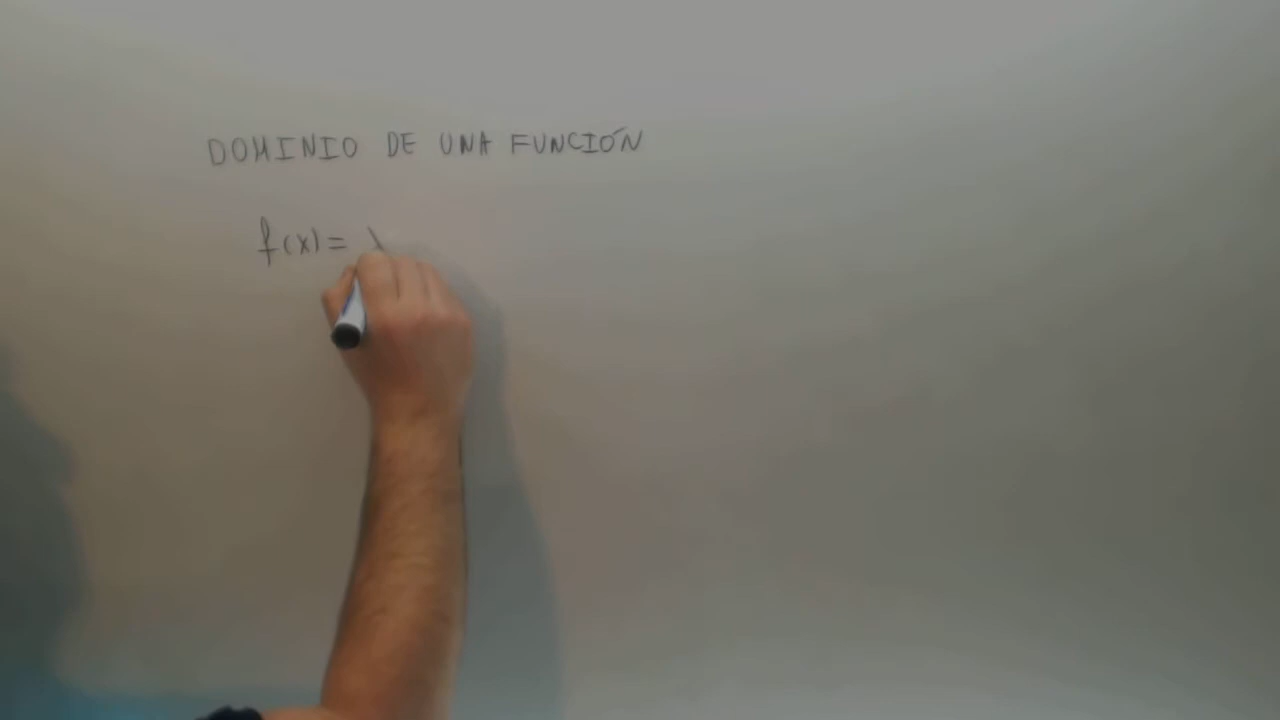 DOMINIO DE UNA FUNCIÓN
f(x) =